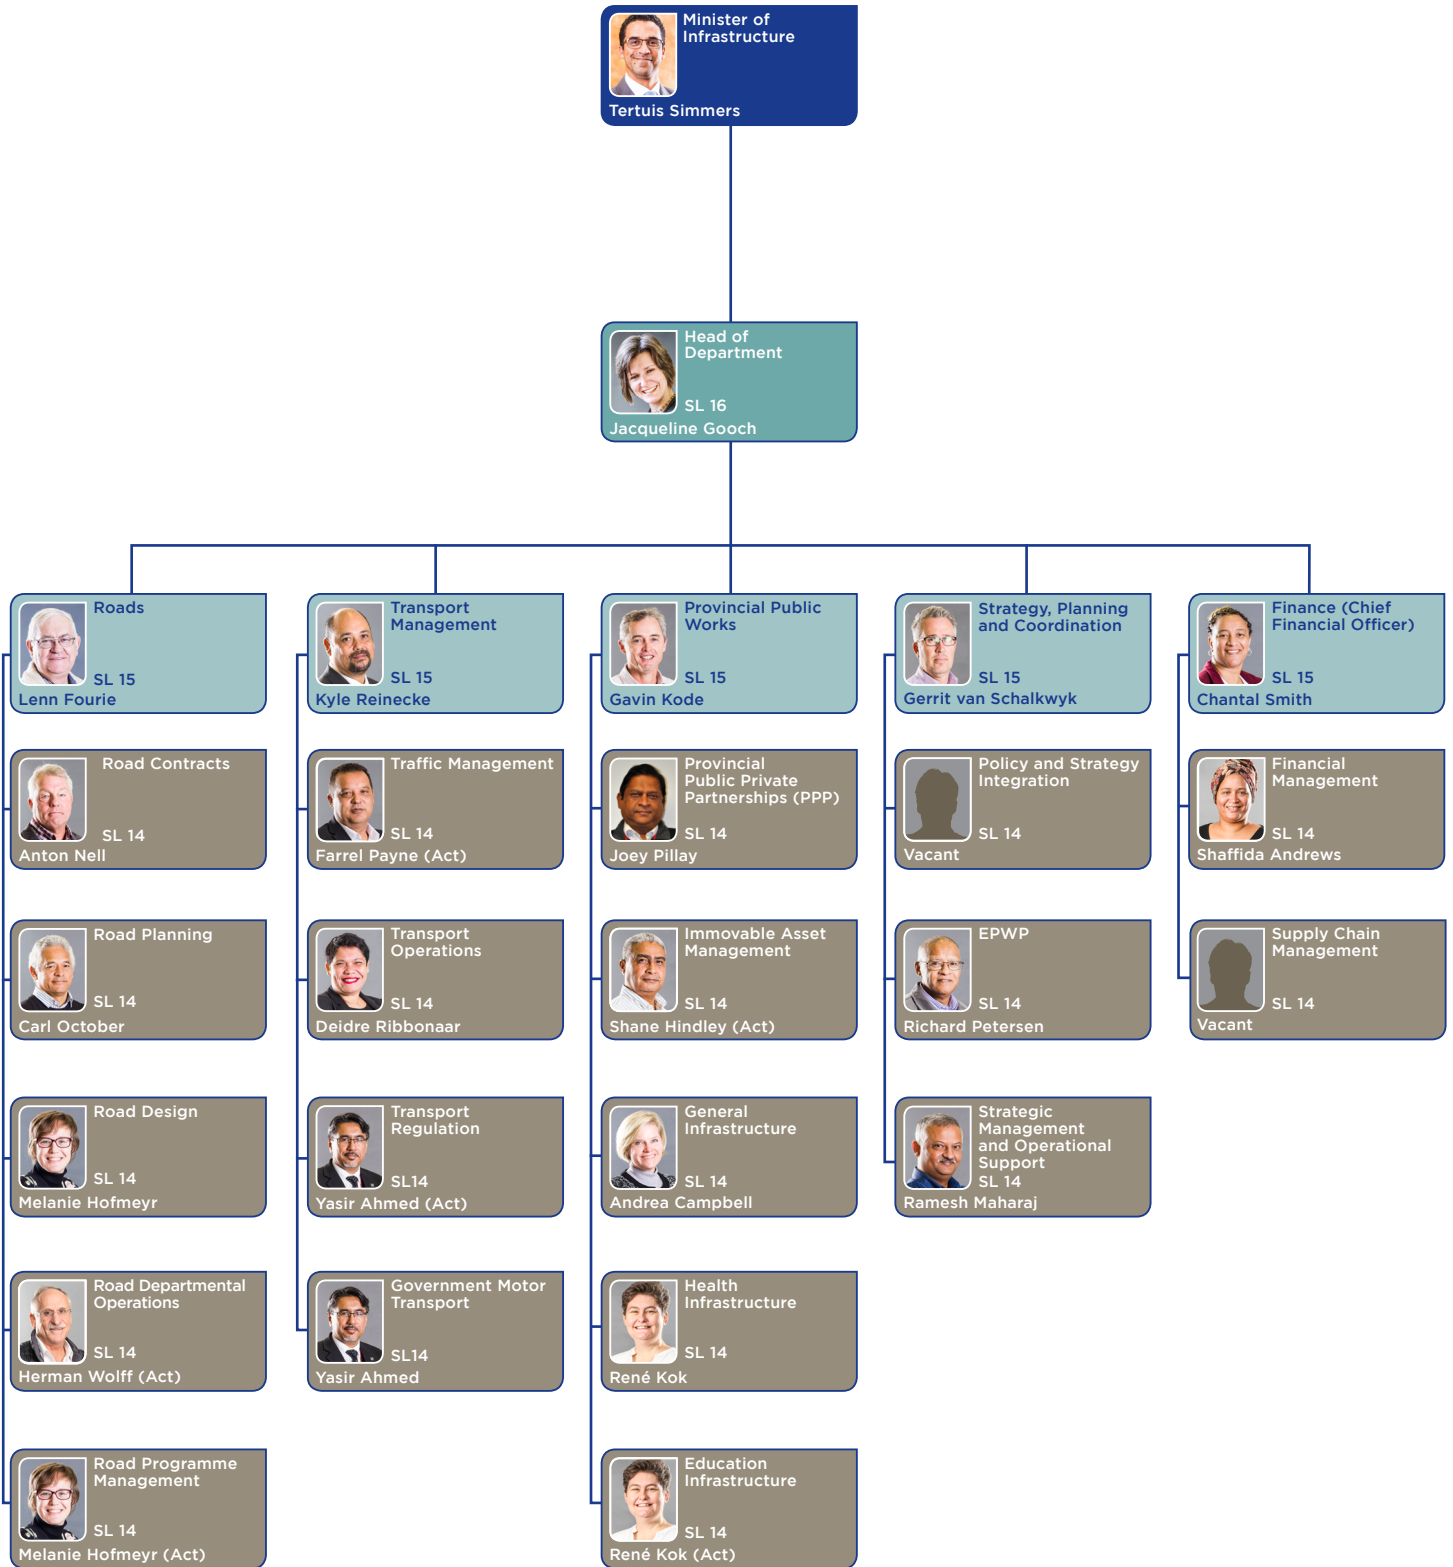 Minister of
Infrastructure
Tertuis Simmers
Head of
Department
SL 16
Jacqueline Gooch
Roads
SL 15
Lenn Fourie
Road Contracts
SL 14
Anton Nell
Road Planning
SL 14
Carl October
Road Design
SL 14
Melanie Hofmeyr
Road Departmental
Operations
SL 14
Herman Wolff (Act)
Road Programme
Management
SL 14
Melanie Hofmeyr (Act)
Transport
Management
SL 15
Kyle Reinecke
Traffic Management
SL 14
Farrel Payne (Act)
Transport
Operations
SL 14
Deidre Ribbonaar
Transport
Regulation
SL14
Yasir Ahmed (Act)
Government Motor
Transport
SL14
Yasir Ahmed
Provincial Public
Works
SL 15
Gavin Kode
Provincial
Public Private
Partnerships (PPP)
SL 14
Joey Pillay
Immovable Asset
Management
SL 14
Shane Hindley (Act)
General
Infrastructure
SL 14
Andrea Campbell
Health
Infrastructure
SL 14
René Kok
Education
Infrastructure
SL 14
René Kok (Act)
Strategy, Planning
and Coordination
SL 15
Gerrit van Schalkwyk
Policy and Strategy
Integration
SL 14
Vacant
EPWP
SL 14
Richard Petersen
Strategic
Management
and Operational
Support
SL 14
Ramesh Maharaj
Finance (Chief
Financial Officer)
SL 15
Chantal Smith
Financial
Management
SL 14
Shaffida Andrews
Supply Chain
Management
SL 14
Vacant